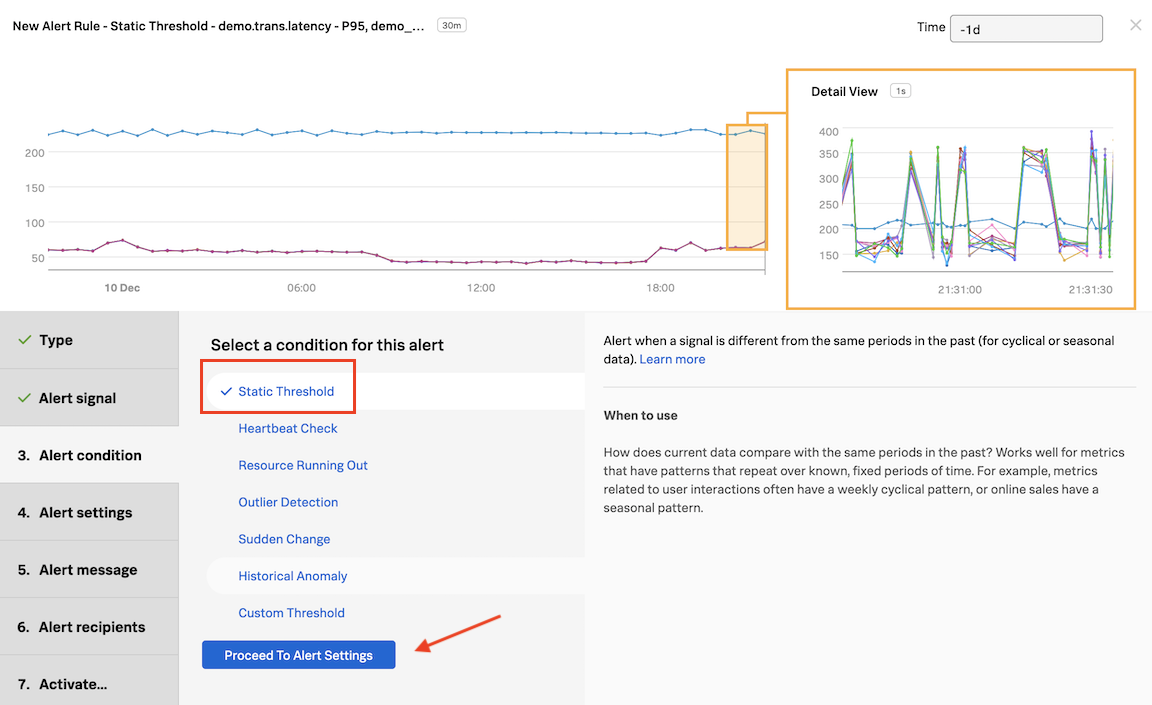 New Alert Rule - Static Threshold - demo.trans.latency - P95, demo_... 30m
Time -1d
Detail View 1s
200
150
100
50
10 Dec 06:00 12:00 18:00
400
350
300
250
200
150
21:31:00 21:31:30
Type
Alert signal
3. Alert condition
4. Alert settings
5. Alert message
6. Alert recipients
7. Activate...
Select a condition for this alert
Static Threshold
Heartbeat Check
Resource Running Out
Outlier Detection
Sudden Change
Historical Anomaly
Custom Threshold
Proceed To Alert Settings
Alert when a signal is different from the same periods in the past (for cyclical or seasonal
data). Learn more
When to use
How does current data compare with the same periods in the past? Works well for metrics
that have patterns that repeat over known, fixed periods of time. For example, metrics
related to user interactions often have a weekly cyclical pattern, or online sales have a
seasonal pattern.